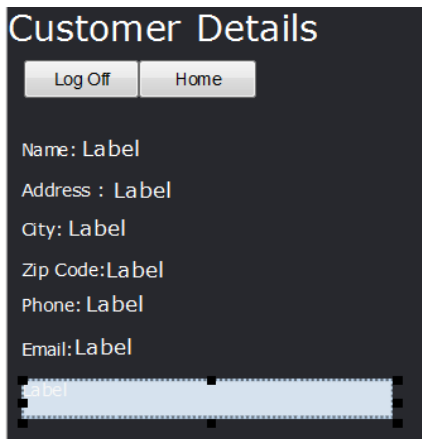 Customer Details
Log Off Home
Name: Label
Address : Label
City: Label
Zip Code:Label
Phone: Label
Email: Label
Label